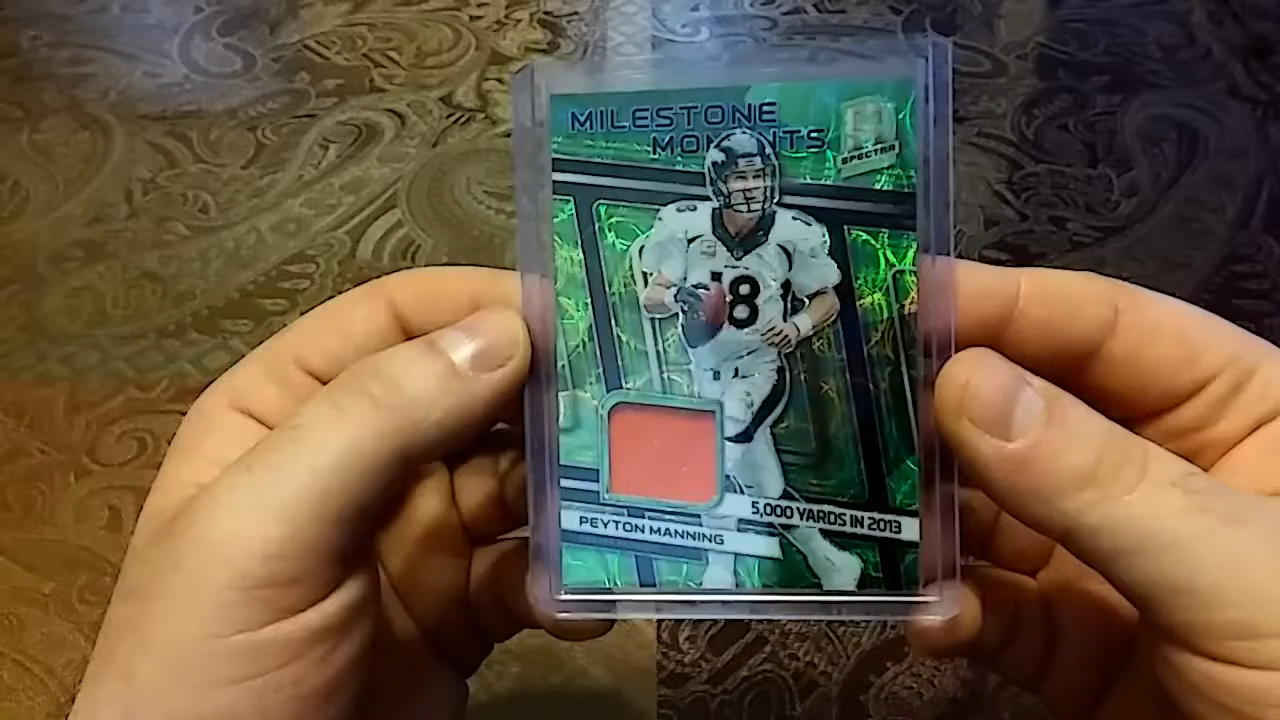 MILESTONE
MOMENTS
SPECTRA
18
5,000 YARDS IN 2013
PEYTON MANNING